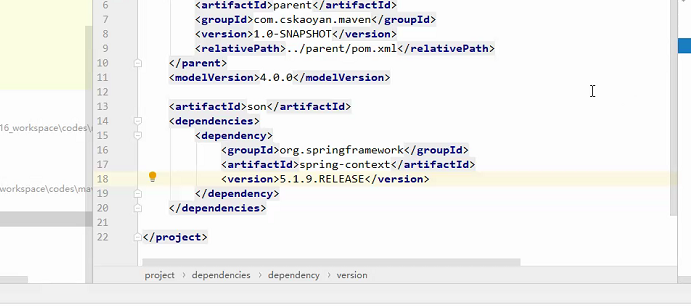 6 <artifactId>parent</artifactId>
7 <groupId>com.cskaoyan.maven</groupId>
8 <version>1.0-SNAPSHOT</version>
9 <relativePath>../parent/pom.xml</relativePath>
10 </parent>
11 <modelVersion>4.0.0</modelVersion>
12
16_workspace\codes\
13 <artifactId>son</artifactId>
14 <dependencies>
15 <dependency>
16 <groupId>org.springframework</groupId>
17 <artifactId>spring-context</artifactId>
workspace\codes\ma
18 <version>5.1.9.RELEASE</version>
19 </dependency>
20 </dependencies>
21
22 </project>
project > dependencies > dependency > version